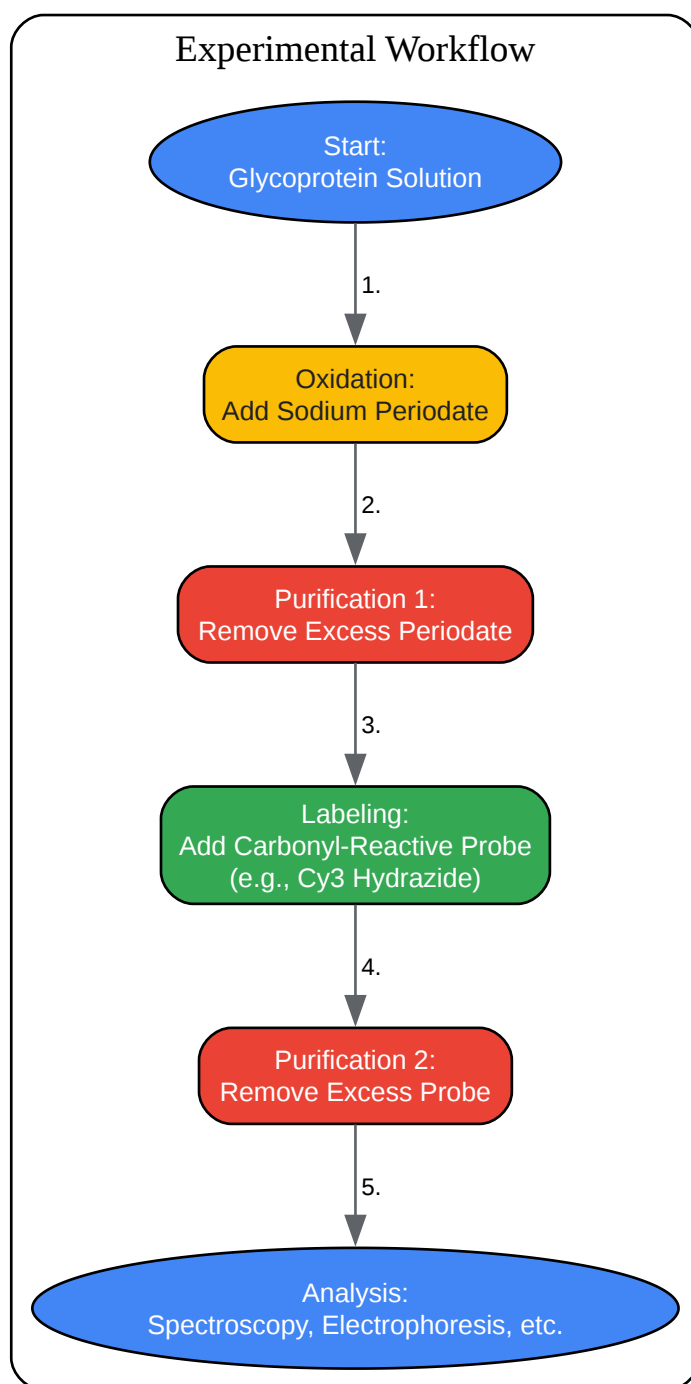 Experimental Workflow
Start:
Glycoprotein Solution
1.
Oxidation:
Add Sodium Periodate
2.
Purification 1:
Remove Excess Periodate
3.
Labeling:
Add Carbonyl-Reactive Probe
(e.g., Cy3 Hydrazide)
4.
Purification 2:
Remove Excess Probe
5.
Analysis:
Spectroscopy, Electrophoresis, etc.